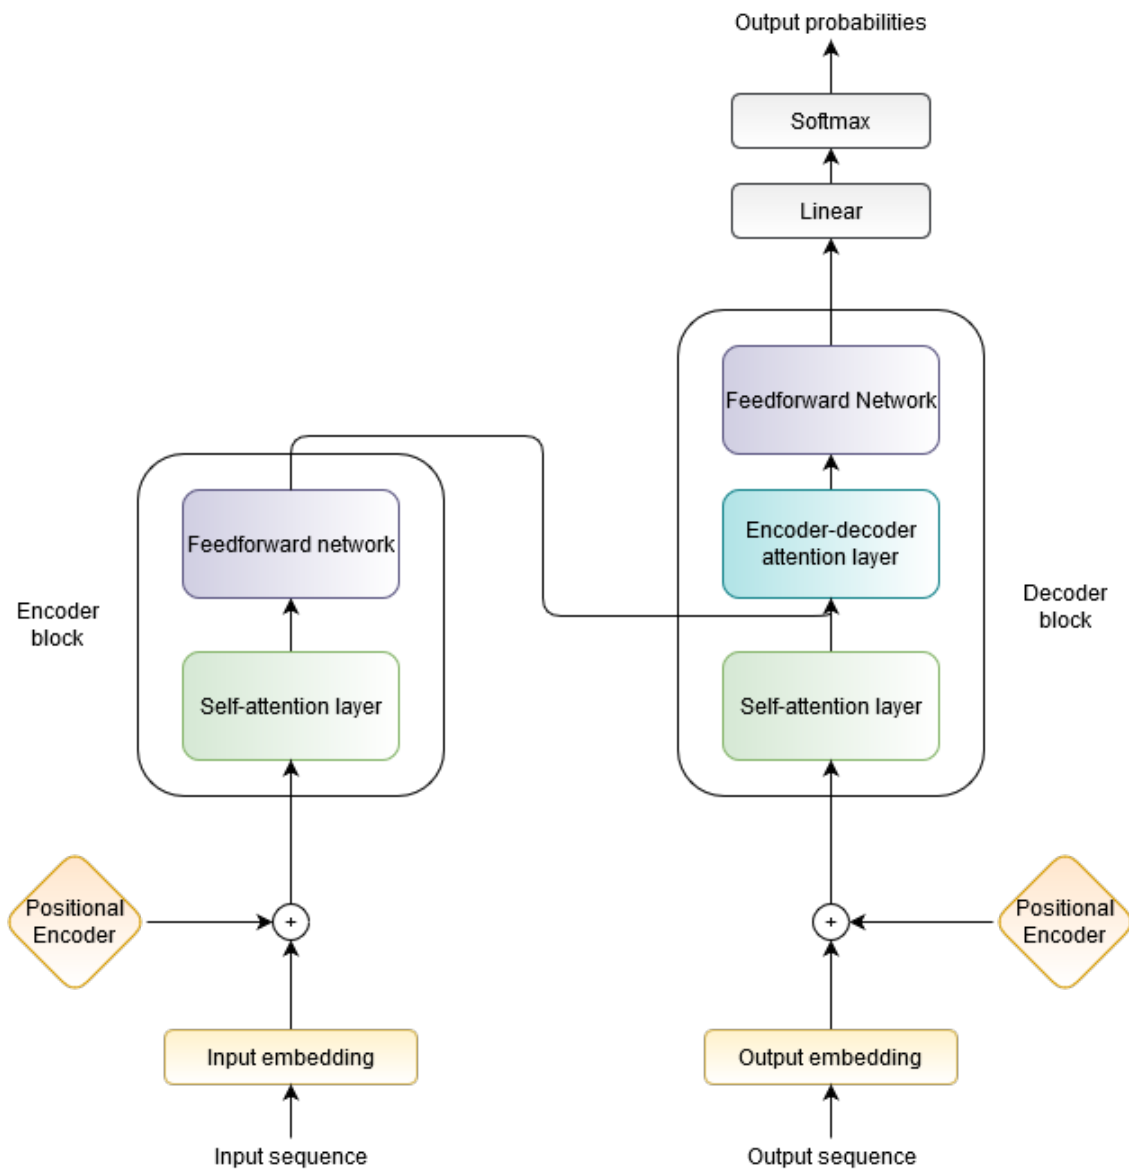 Output probabilities
Softmax
Linear
Feedforward Network
Encoder-decoder
attention layer
Self-attention layer
Decoder
block
Feedforward network
Self-attention layer
Encoder
block
Positional
Encoder
+
+
Positional
Encoder
Input embedding
Output embedding
Input sequence
Output sequence